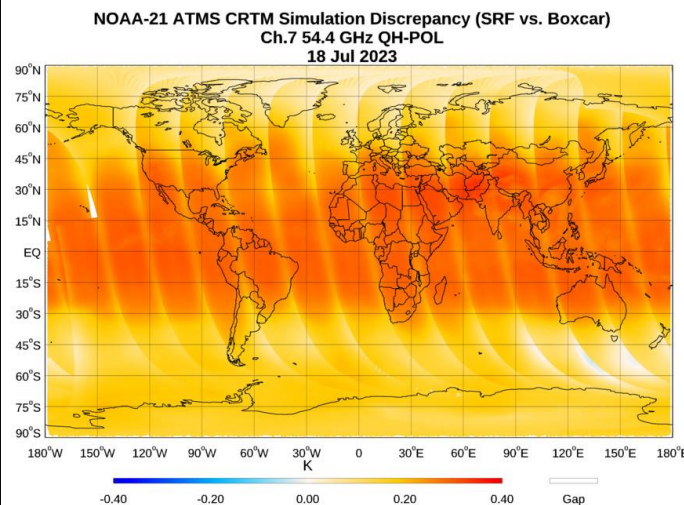 NOAA-21 ATMS CRTM Simulation Discrepancy (SRF vs. Boxcar)
Ch.7 54.4 GHz QH-POL
18 Jul 2023
90°N
75°N
60°N
45°N
30°N
15°N
EQ
15°S
30°S
45°S
60°S
75°S
90°S
180°W 150°W 120°W 90°W 60°W 30°W 0 30°E 60°E 90°E 120°E 150°E 180°E
K
-0.40 -0.20 0.00 0.20 0.40 Gap